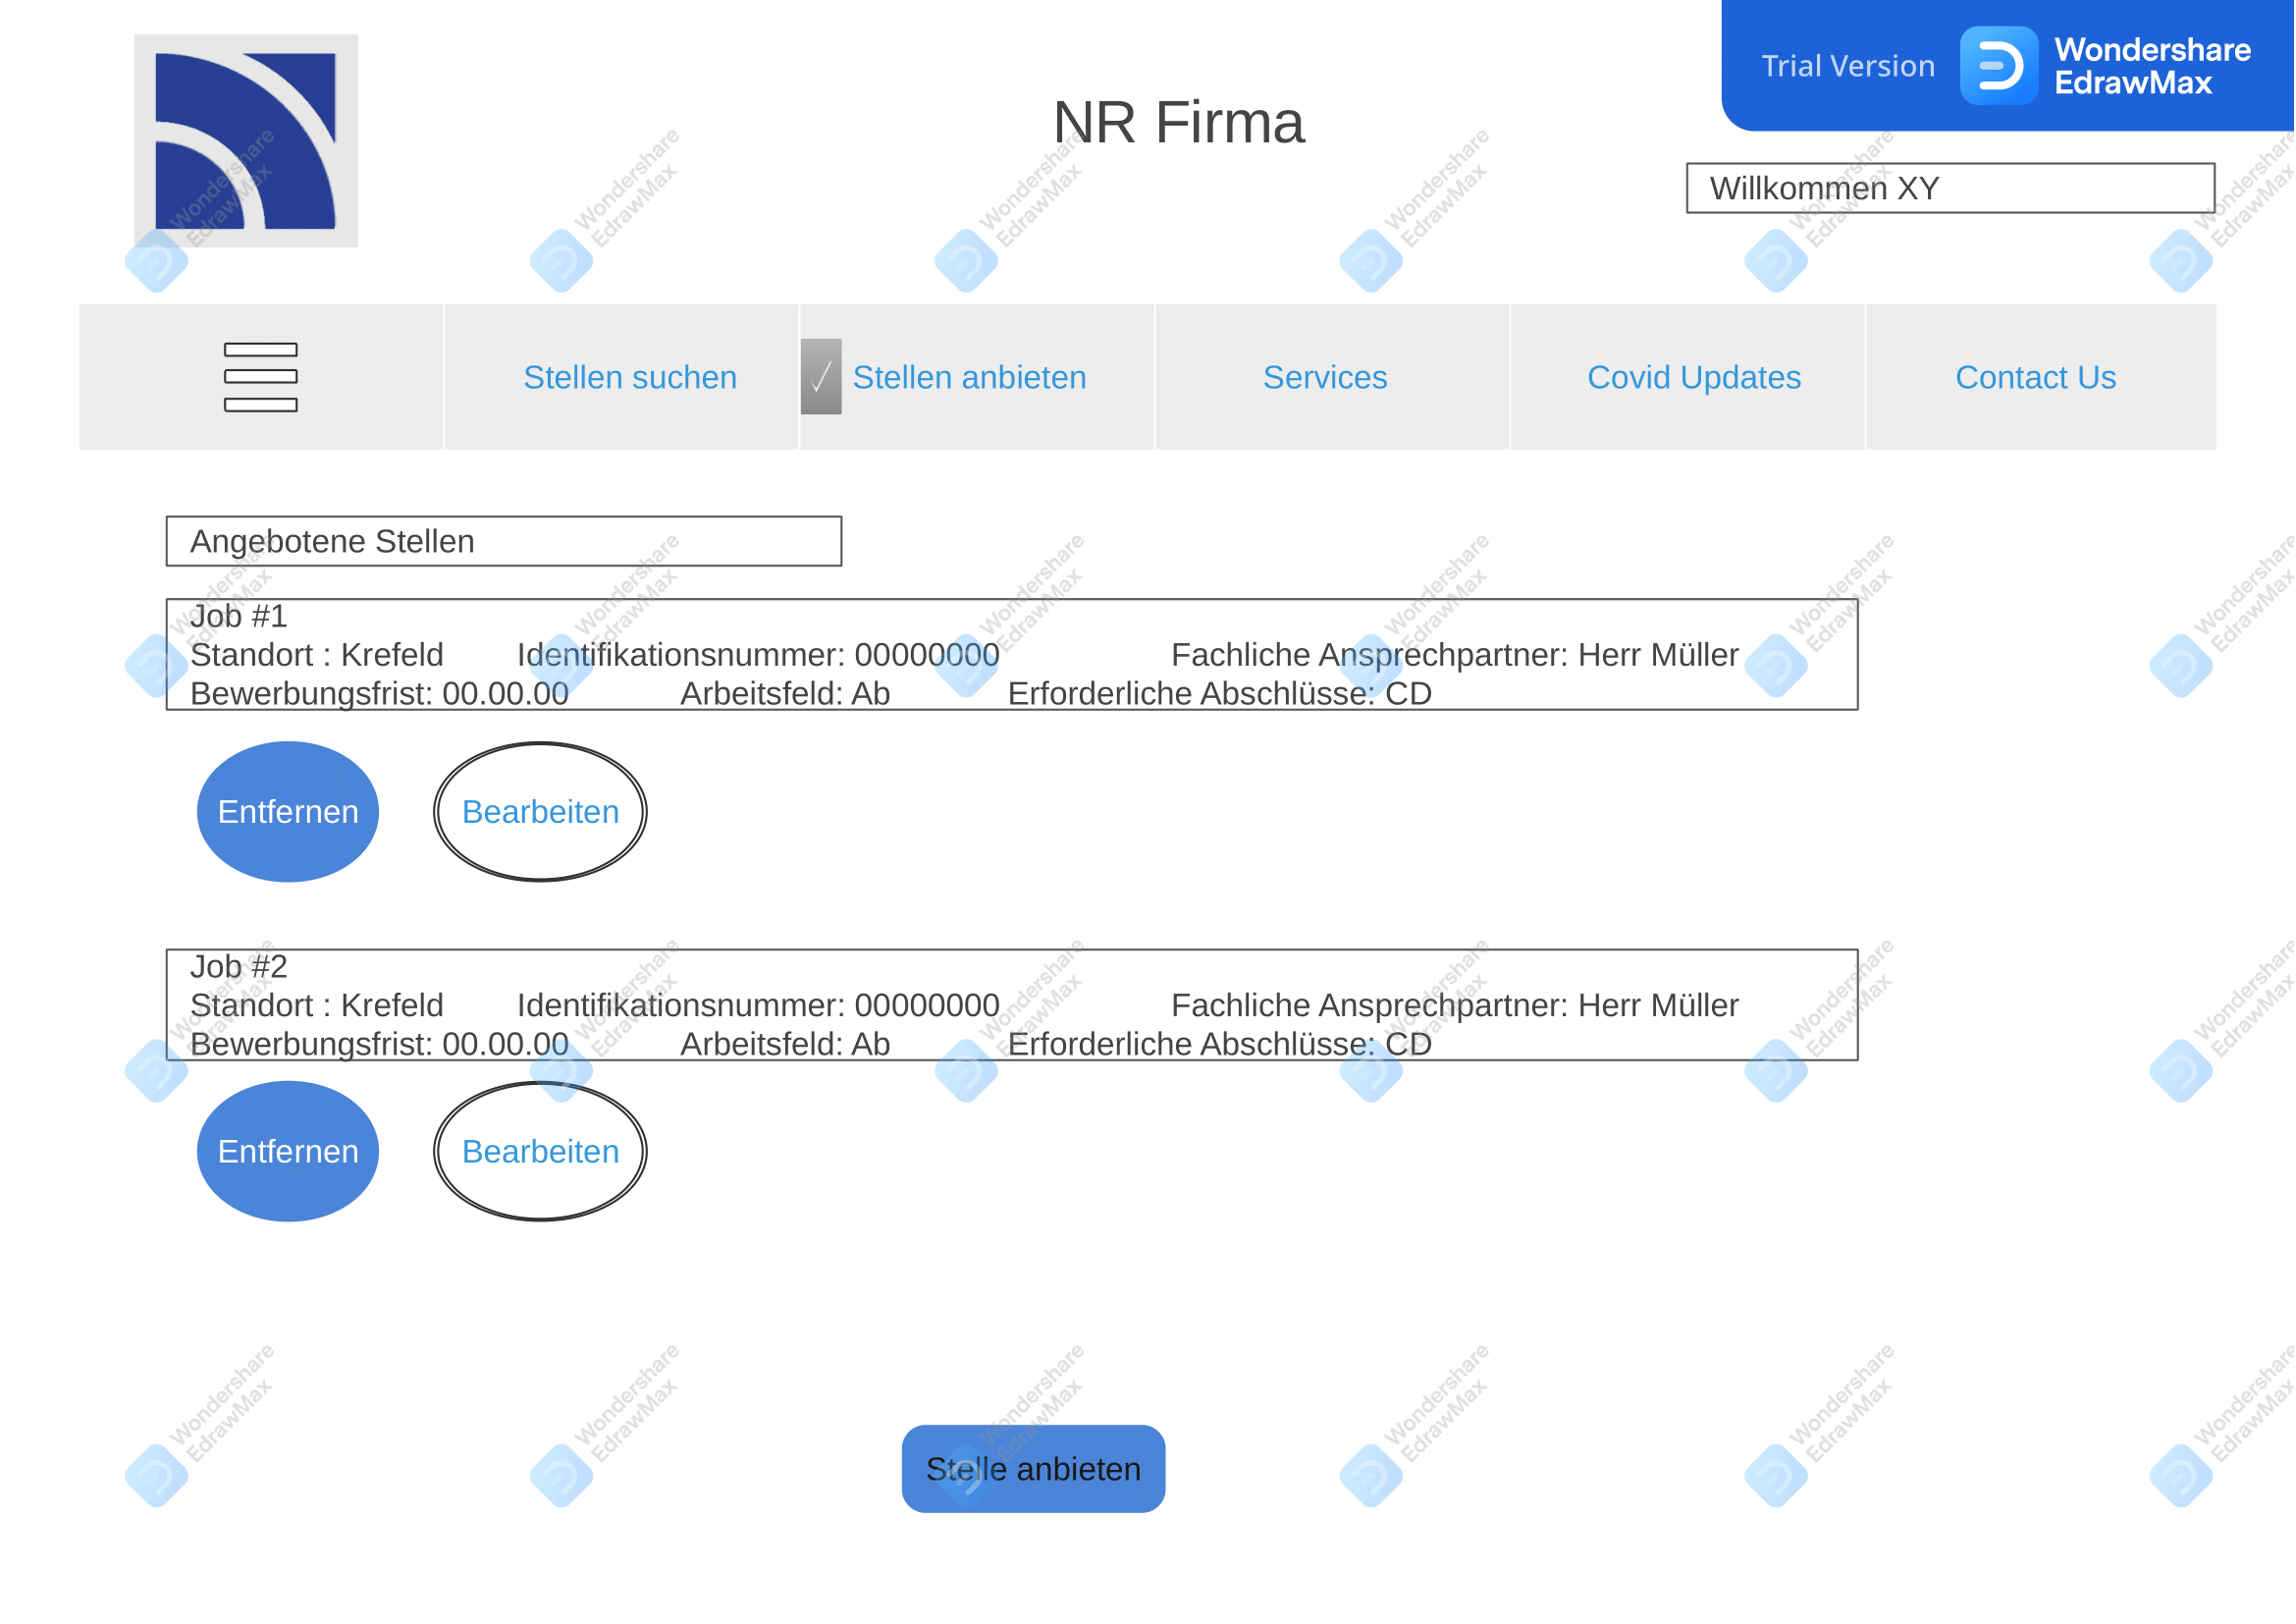 Trial Version
Wondershare
EdrawMax
NR Firma
Willkommen XY
Stellen suchen
Stellen anbieten
Services
Covid Updates
Contact Us
Angebotene Stellen
Job #1
Standort : Krefeld Identifikationsnummer: 00000000 Fachliche Ansprechpartner: Herr Müller
Bewerbungsfrist: 00.00.00 Arbeitsfeld: Ab Erforderliche Abschlüsse: CD
Entfernen
Bearbeiten
Job #2
Standort : Krefeld Identifikationsnummer: 00000000 Fachliche Ansprechpartner: Herr Müller
Bewerbungsfrist: 00.00.00 Arbeitsfeld: Ab Erforderliche Abschlüsse: CD
Entfernen
Bearbeiten
Stelle anbieten